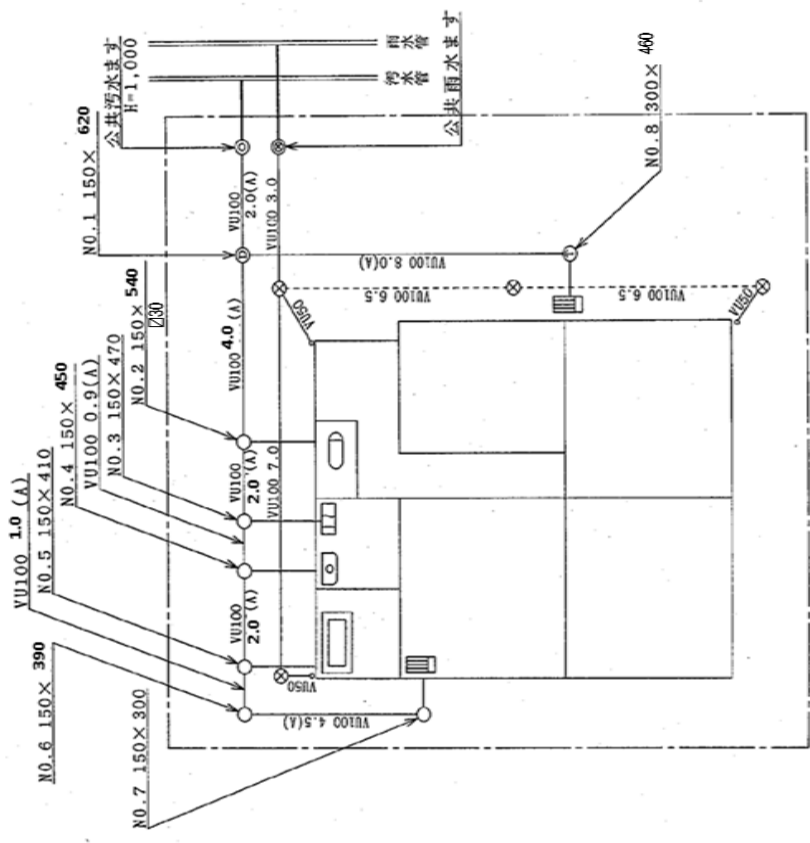 雨水管
汚水管
公共汚水ます
H=1,000
公共雨水ます
NO.1 150×620
NO.8 300×460
VU100
2.0(A)
VU100 3.0
VU100 8.0(A)
NO.2 150×540
30
VU100 4.0 (A)
VU50
VU100 6.5
VU100 6.5
VU50
NO.3 150×470
VU100 0.9(A)
NO.4 150×450
VU100
2.0(A)
VU100 7.0
NO.5 150×410
VU100 1.0 (A)
VU100
2.0(A)
VU50
NO.6 150×390
VU100 4.5(A)
NO.7 150×300